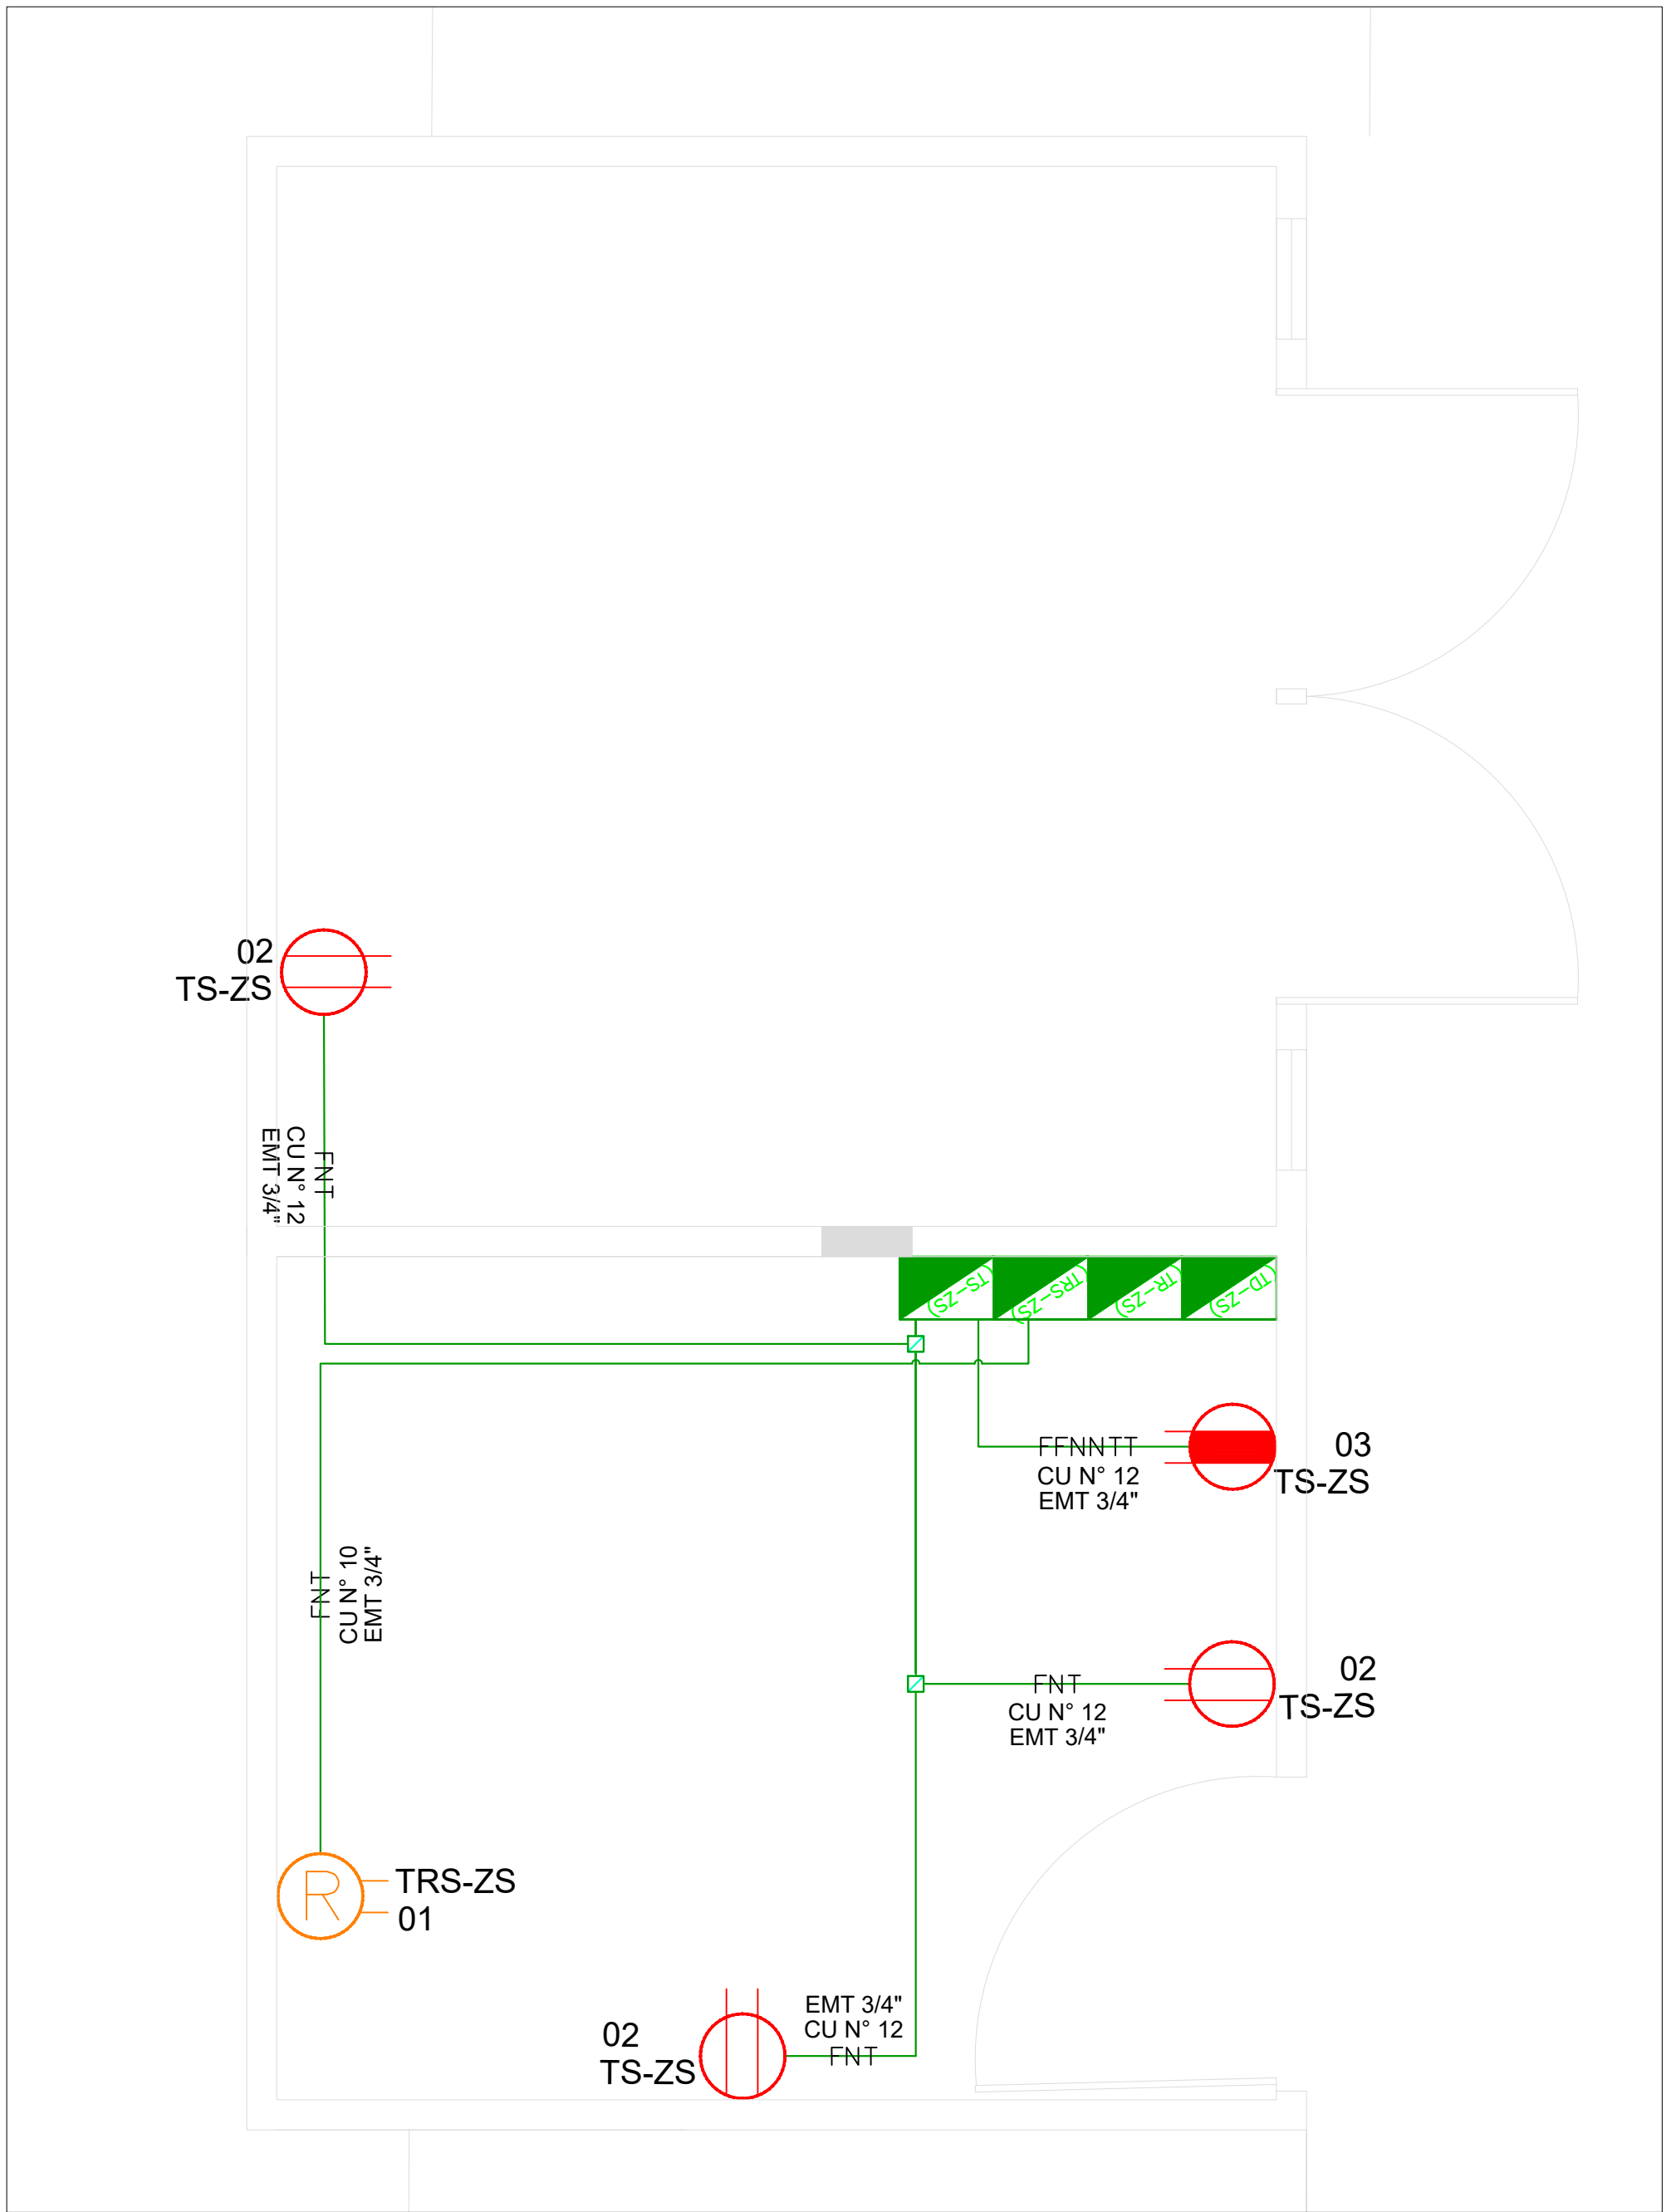 02
TS-ZS
FNT
CU N° 12
EMT 3/4"
(TS-ZS)
(TRS-ZS)
(TR-ZS)
(TD-ZS)
FFNNTT
CU N° 12
EMT 3/4"
03
TS-ZS
FNT
CU N° 10
EMT 3/4"
FNT
CU N° 12
EMT 3/4"
02
TS-ZS
R
TRS-ZS
01
02
TS-ZS
EMT 3/4"
CU N° 12
FNT